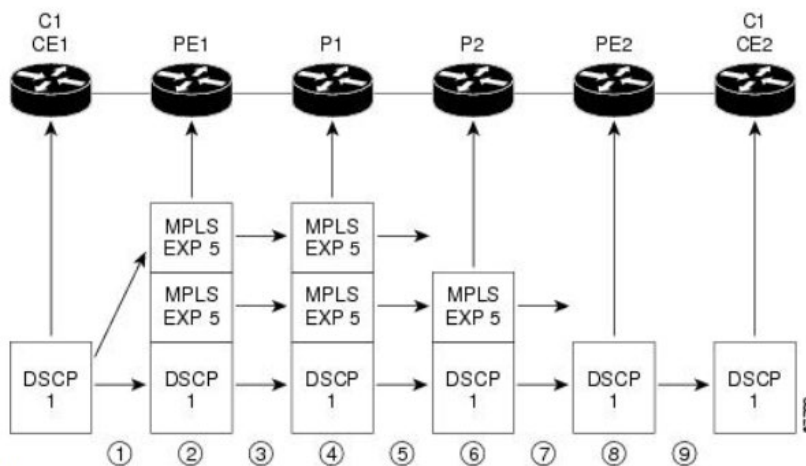 C1
CE1
PE1
P1
P2
PE2
C1
CE2
MPLS
EXP 5
MPLS
EXP 5
MPLS
EXP 5
MPLS
EXP 5
MPLS
EXP 5
DSCP
1
DSCP
1
DSCP
1
DSCP
1
DSCP
1
DSCP
1
1
2
3
4
5
6
7
8
9